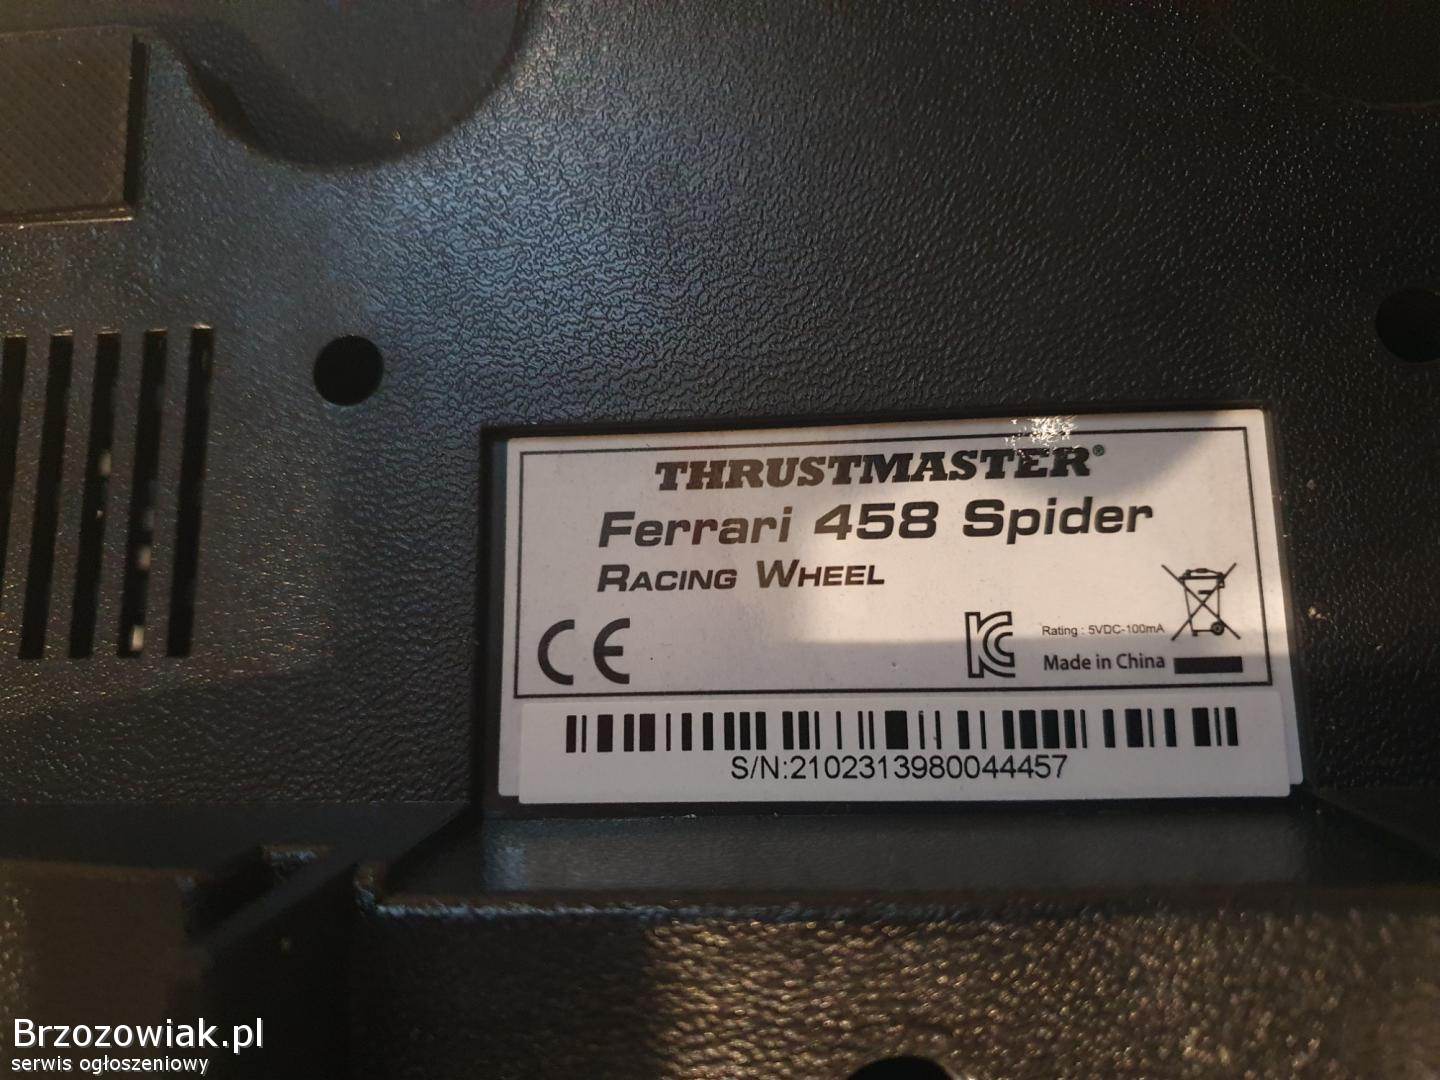 THRUSTMASTER®
Ferrari 458 Spider
RACING WHEEL
CE
Rating : 5VDC-100mA
Made in China
S/N:2102313980044457
Brzozowiak.pl
serwis ogłoszeniowy